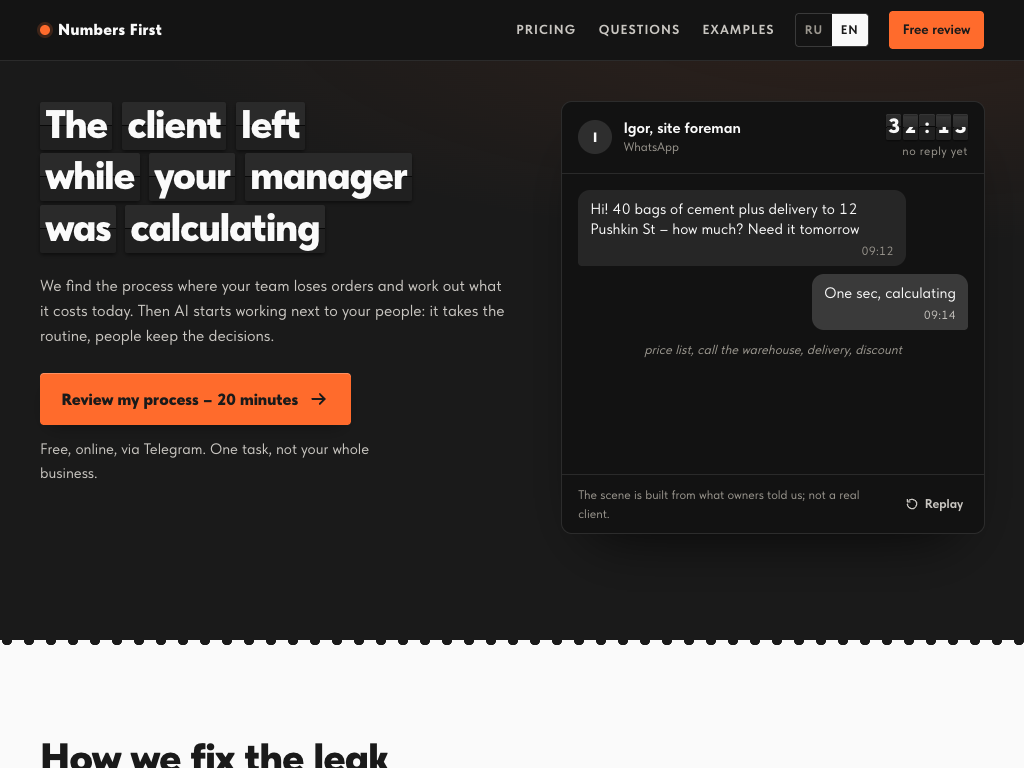 Numbers First
PRICING
QUESTIONS
EXAMPLES
RU
EN
Free review
The client left
while your manager
was calculating
We find the process where your team loses orders and work out what
it costs today. Then AI starts working next to your people: it takes the
routine, people keep the decisions.
Review my process – 20 minutes →
Free, online, via Telegram. One task, not your whole
business.
I
Igor, site foreman
WhatsApp
no reply yet
Hi! 40 bags of cement plus delivery to 12
Pushkin St – how much? Need it tomorrow
09:12
One sec, calculating
09:14
price list, call the warehouse, delivery, discount
The scene is built from what owners told us; not a real
client.
Replay
How we fix the leak